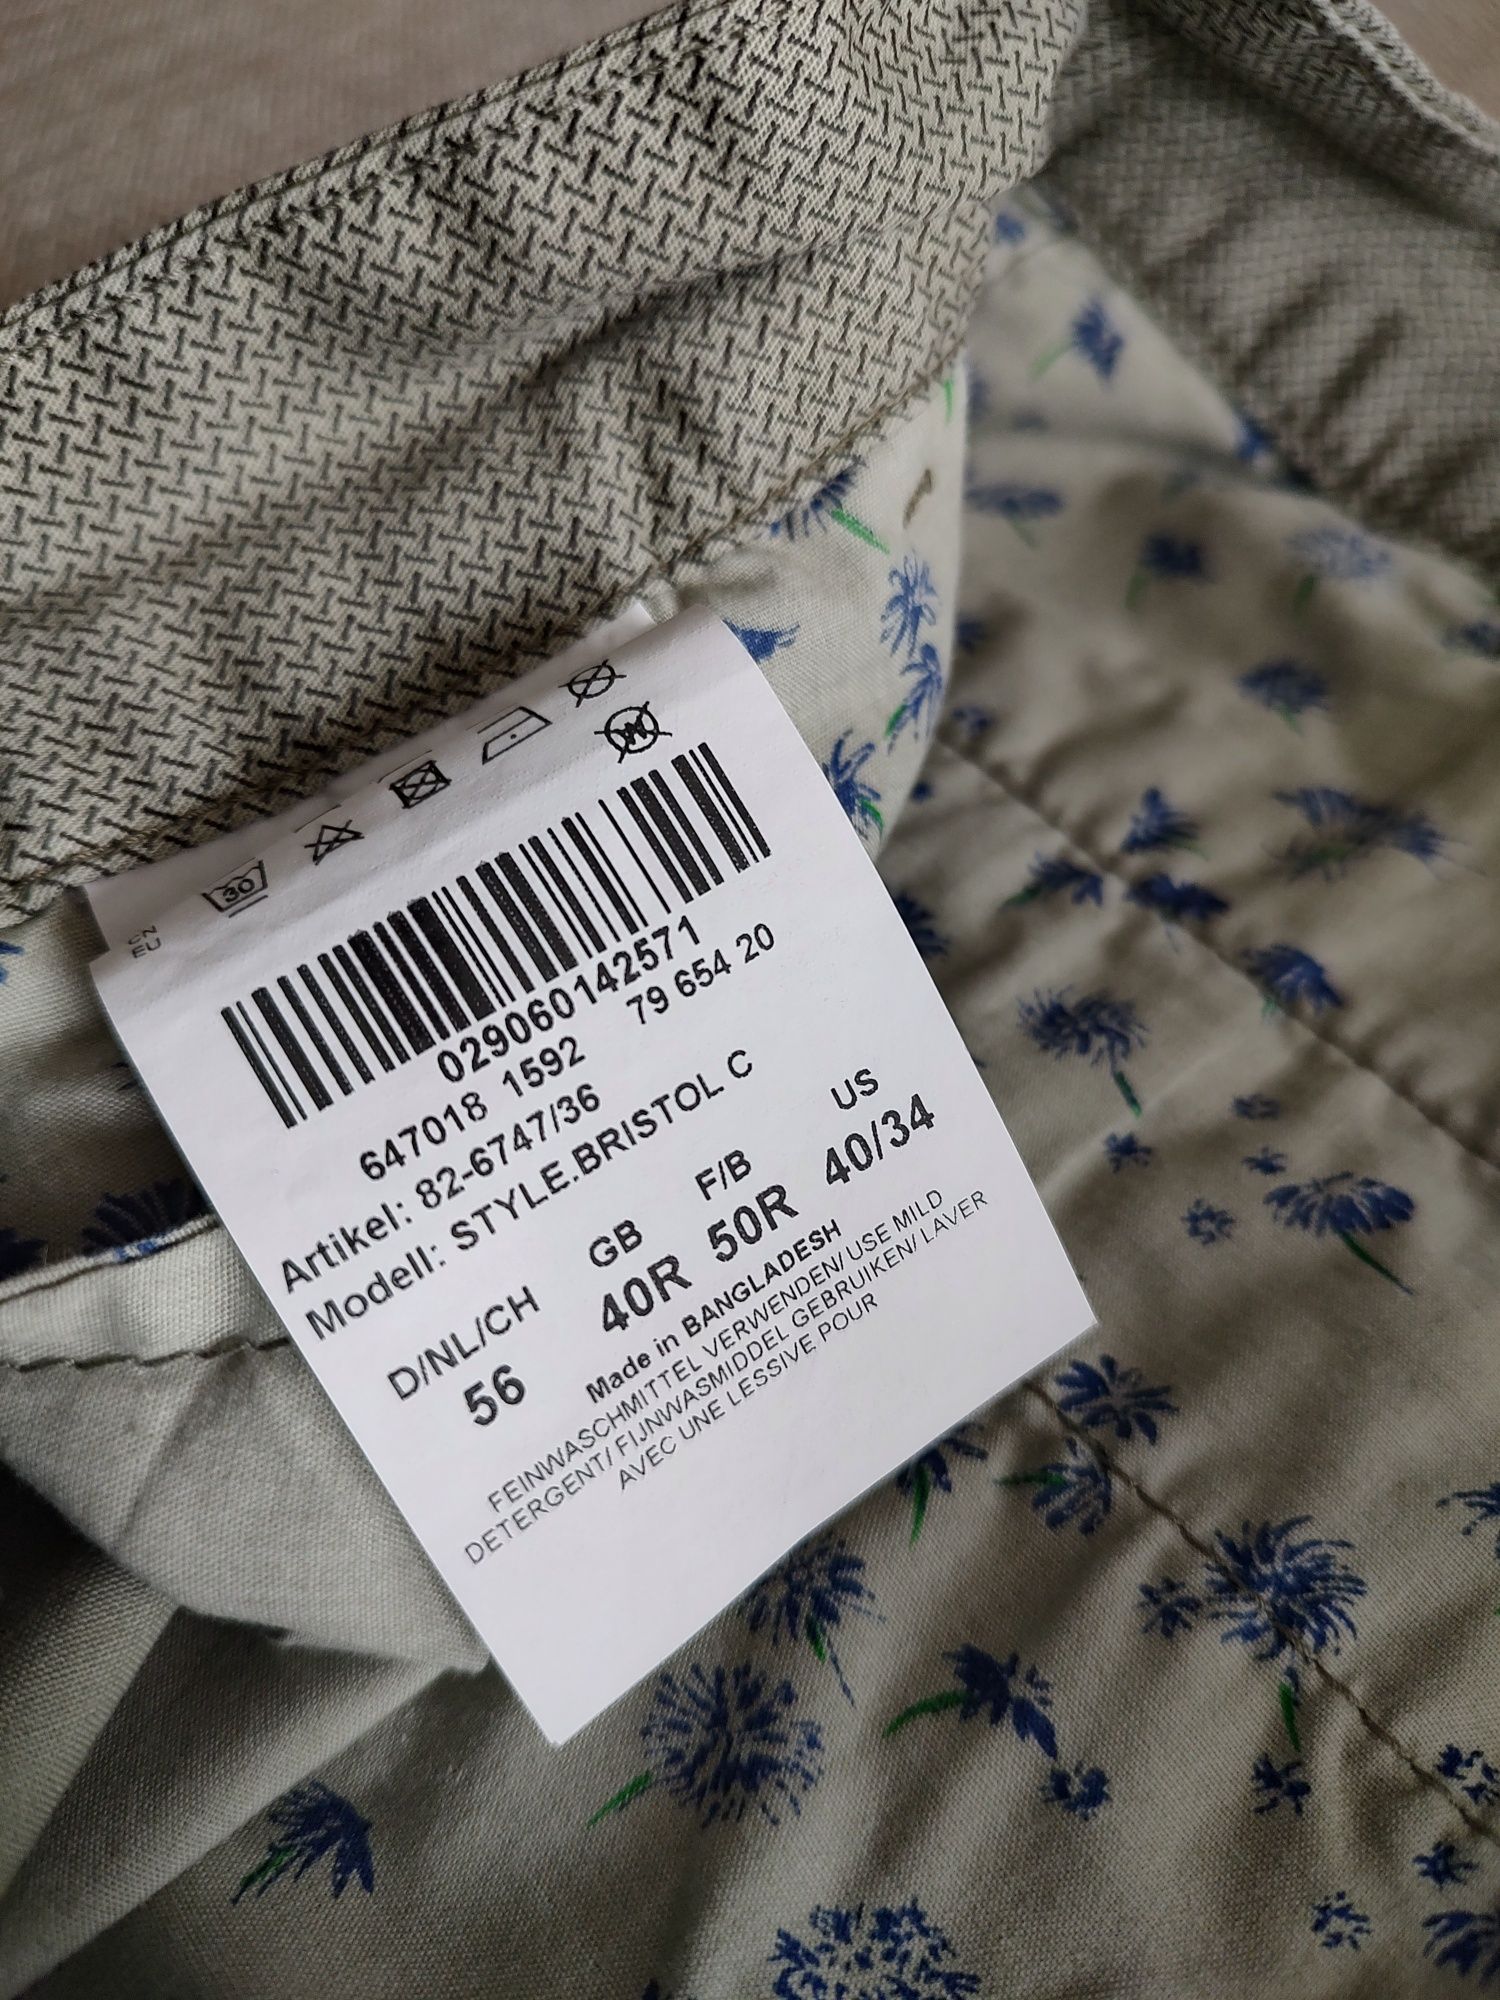 30
CN
EU
029060142571
647018 1592 79 654 20
Artikel: 82-6747/36
Modell: STYLE.BRISTOL C
D/NL/CH GB F/B US
56 40R 50R 40/34
Made in BANGLADESH
FEINWASCHMITTEL VERWENDEN/ USE MILD
DETERGENT/ FIJNWASMIDDEL GEBRUIKEN/ LAVER
AVEC UNE LESSIVE POUR